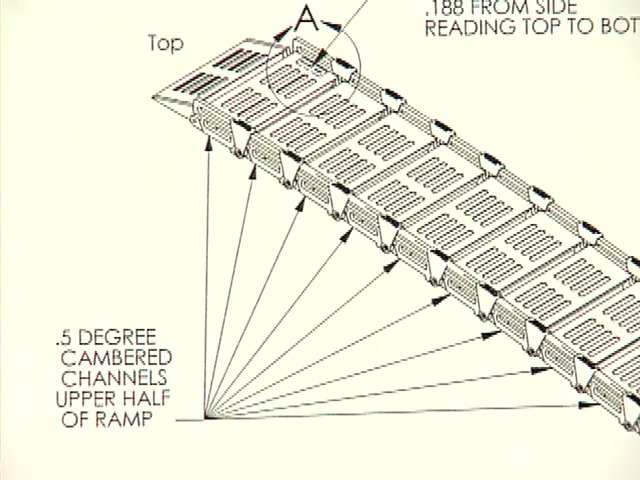 A
.188 FROM SIDE
READING TOP TO BOT
Top
.5 DEGREE
CAMBERED
CHANNELS
UPPER HALF
OF RAMP